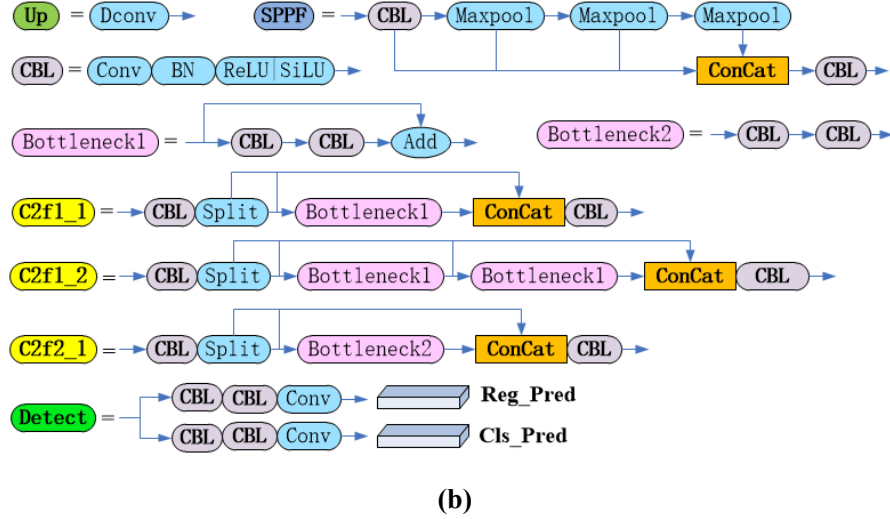 Up = Dconv SPPF = CBL Maxpool Maxpool Maxpool
CBL = Conv BN ReLU|SiLU ConCat CBL
Bottleneck1 = CBL CBL Add Bottleneck2 = CBL CBL
C2f1_1 = CBL Split Bottleneck1 ConCat CBL
C2f1_2 = CBL Split Bottleneck1 Bottleneck1 ConCat CBL
C2f2_1 = CBL Split Bottleneck2 ConCat CBL
CBL CBL Conv Reg_Pred
Detect =
CBL CBL Conv Cls_Pred
(b)